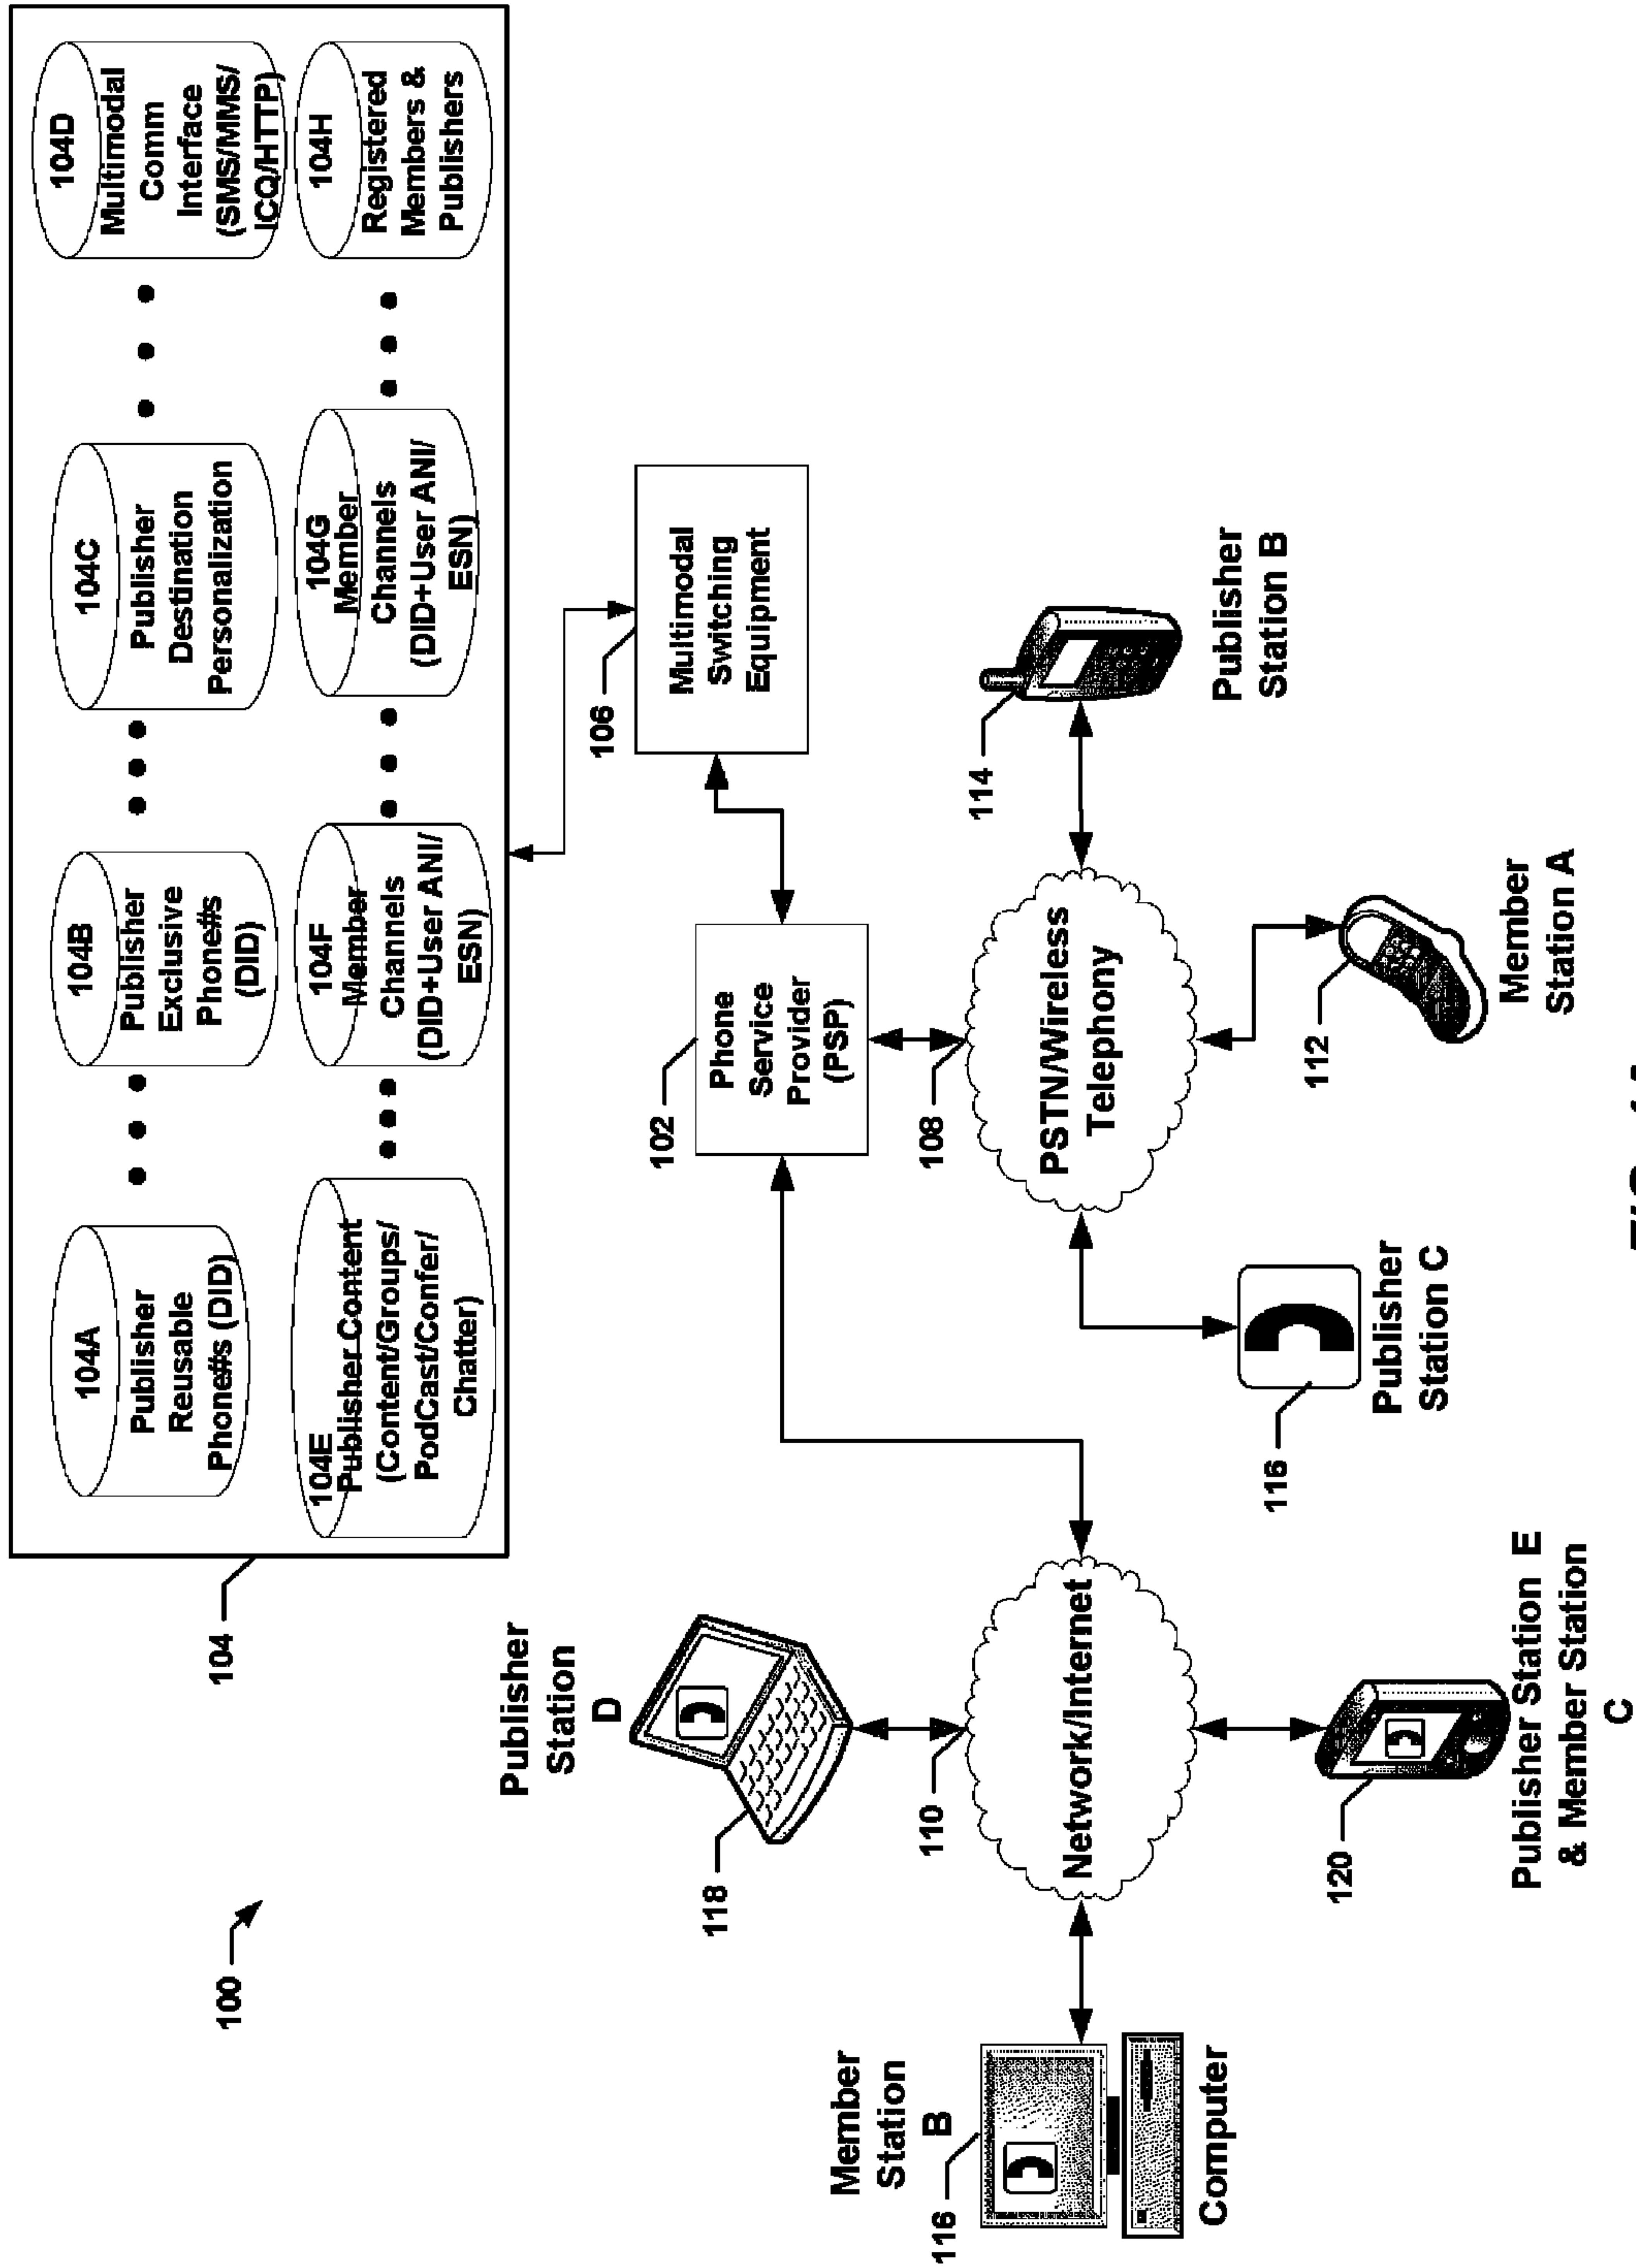 104A
Publisher
Reusable
Phone#s (DID)
104B
Publisher
Exclusive
Phone#s
(DID)
104C
Publisher
Destination
Personalization
104D
Multimodal
Comm
Interface
(SMS/MMS/
ICQ/HTTP)
104E
Publisher Content
(Content/Groups/
PodCast/Confer/
Chatter)
104F
Member
Channels
(DID+User ANI/
ESN)
104G
Member
Channels
(DID+User ANI/
ESN)
104H
Registered
Members &
Publishers
104
100
106
Multimodal
Switching
Equipment
102
Phone
Service
Provider
(PSP)
Publisher
Station
D
118
110
Network/Internet
108
PSTN/Wireless
Telephony
114
Publisher
Station B
Member
Station
B
116
Computer
120
Publisher Station E
& Member Station
C
116
Publisher
Station C
112
Member
Station A